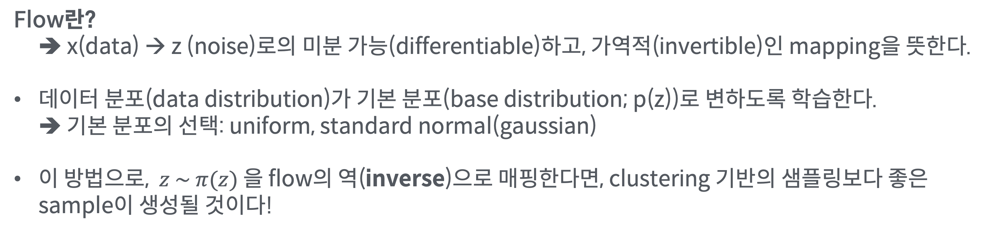 Flow란?
➔ x(data) → z (noise)로의 미분 가능(differentiable)하고, 가역적(invertible)인 mapping을 뜻한다.
• 데이터 분포(data distribution)가 기본 분포(base distribution; p(z))로 변하도록 학습한다.
➔ 기본 분포의 선택: uniform, standard normal(gaussian)
• 이 방법으로, z ~ π(z) 을 flow의 역(inverse)으로 매핑한다면, clustering 기반의 샘플링보다 좋은
sample이 생성될 것이다!